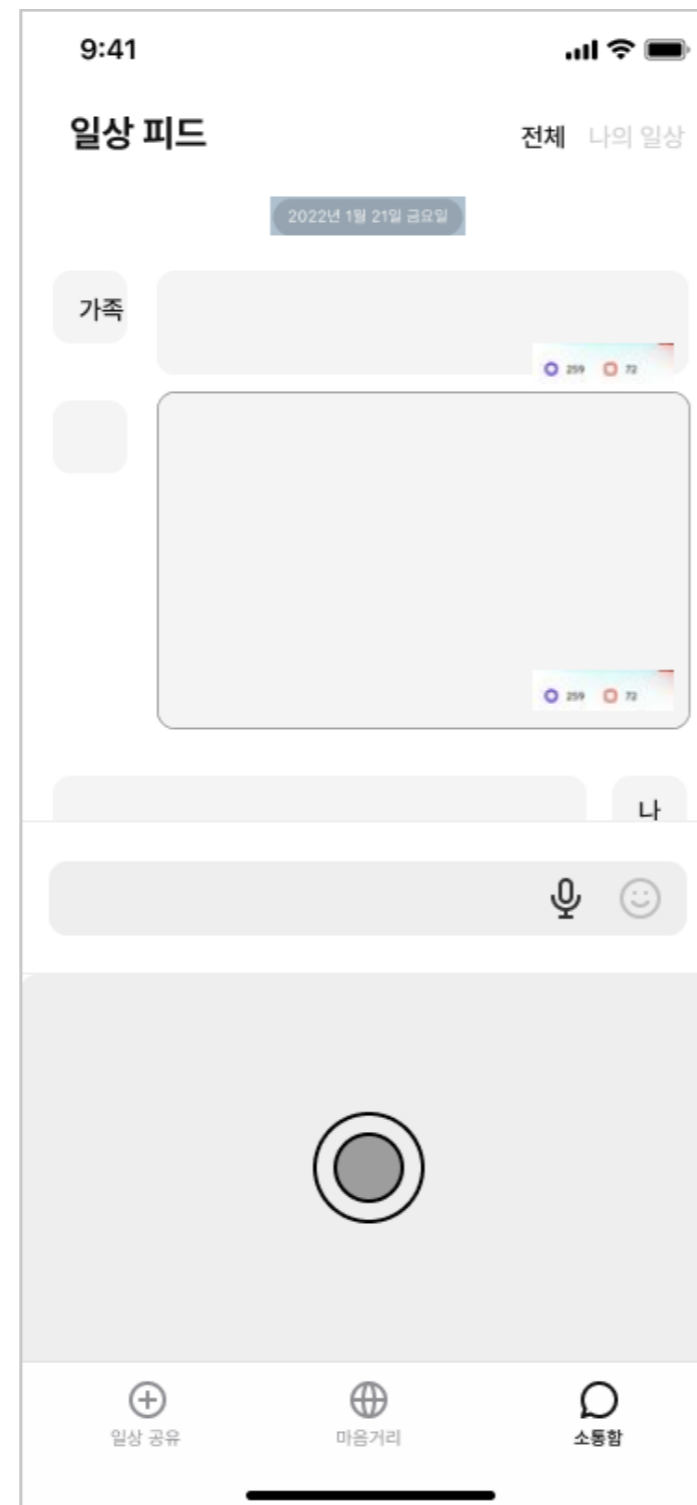 9:41
일상 피드
전체 나의 일상
2022년 1월 21일 금요일
가족
259 72
259 72
나
일상 공유 마음거리 소통함